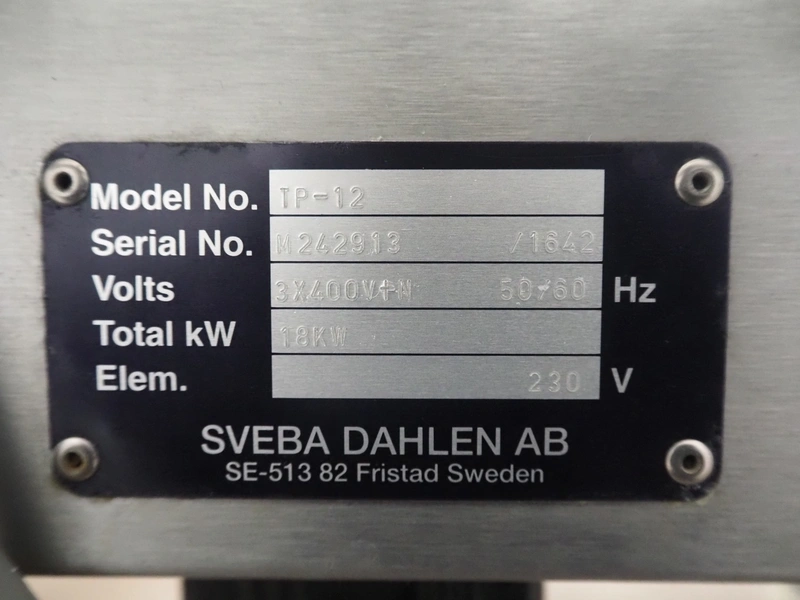 Model No. TP-12
Serial No. M242913 /1642
Volts 3X400V+N 50/60 Hz
Total kW 18KW
Elem. 230 V
SVEBA DAHLEN AB
SE-513 82 Fristad Sweden